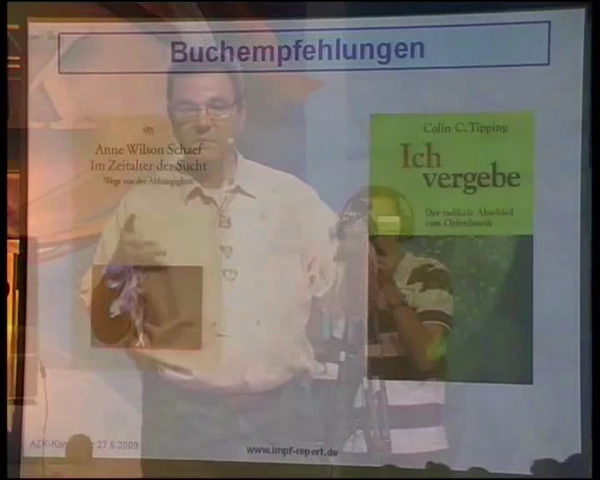 Buchempfehlungen
Anne Wilson Schaef
Im Zeitalter der Sucht
Wege aus der Abhängigkeit
Colin C. Tipping
Ich
vergebe
Der radikale Abschied
vom Opferdasein
27.6.2009
www.impf-report.de